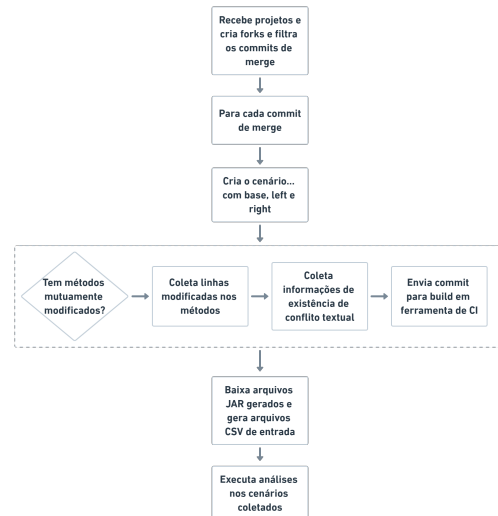 Recebe projetos e
cria forks e filtra
os commits de
merge
Para cada commit
de merge
Cria o cenário...
com base, left e
right
Tem métodos
mutuamente
modificados?
Coleta linhas
modificadas nos
métodos
Coleta
informações de
existência de
conflito textual
Envia commit
para build em
ferramenta de CI
Baixa arquivos
JAR gerados e
gera arquivos
CSV de entrada
Executa análises
nos cenários
coletados